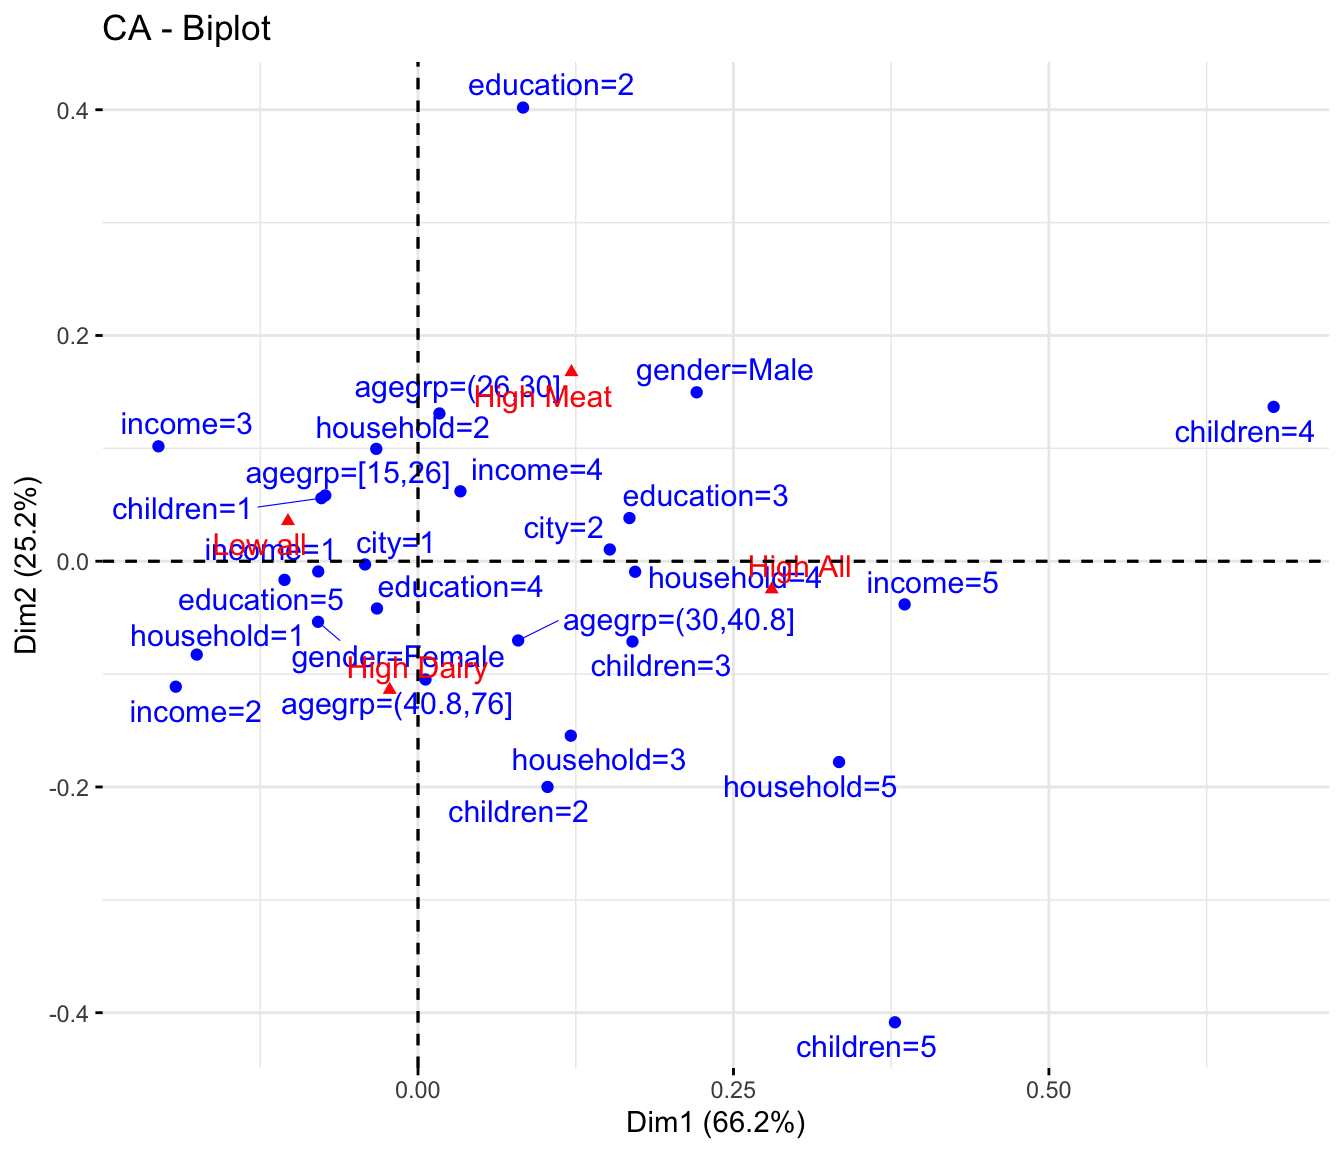 CA - Biplot
education=2
0.4
0.2
gender=Male
agegrp=(26,30]
High Meat
income=3
household=2
children=4
agegrp=[15,26]
income=4
education=3
children=1
city=2
Low all
income=1
city=1
0.0
High All
household=4
income=5
education=4
education=5
agegrp=(30,40.8]
household=1
gender=Female
High Dairy
children=3
income=2
agegrp=(40.8,76]
household=3
household=5
-0.2
children=2
-0.4
children=5
0.00
0.25
0.50
Dim1 (66.2%)
Dim2 (25.2%)